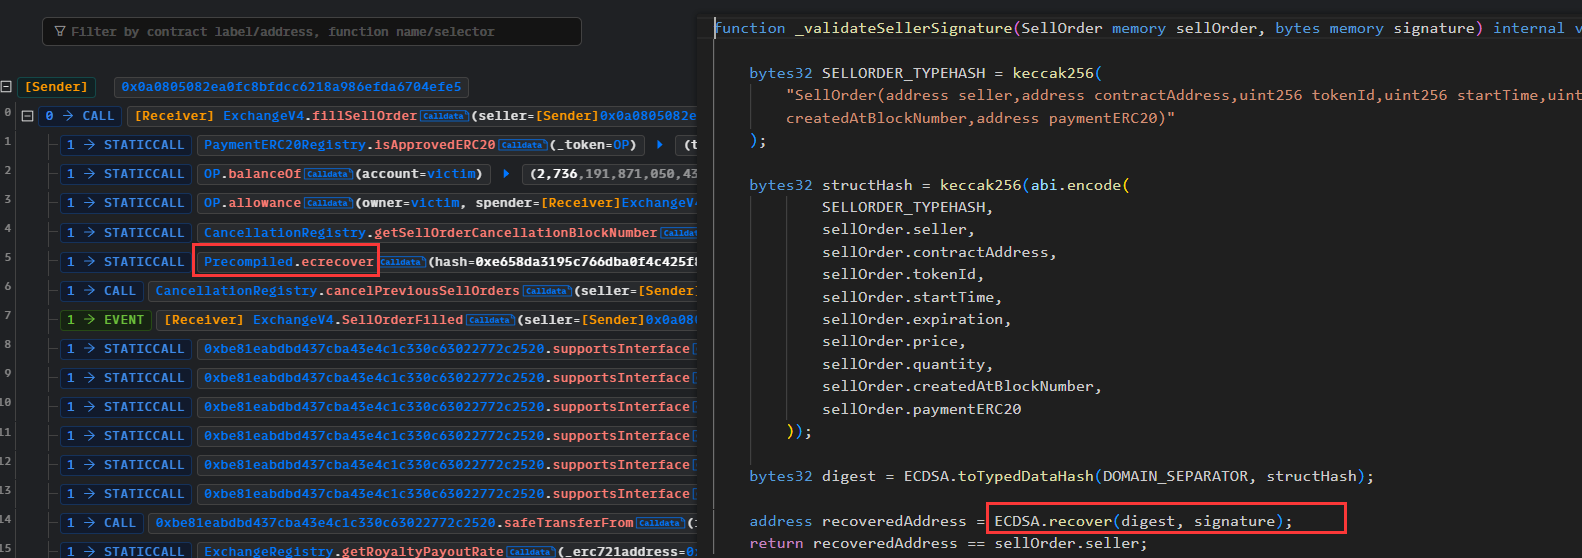 Filter by contract label/address, function name/selector
[Sender] 0x0a0805082ea0fc8bfdcc6218a986efda6704efe5
0 0 → CALL [Receiver] ExchangeV4.fillSellOrder Calldata (seller=[Sender]0x0a0805082e
1 1 → STATICCALL PaymentERC20Registry.isApprovedERC20 Calldata (_token=OP) (t
2 1 → STATICCALL OP.balanceOf Calldata (account=victim) (2,736,191,871,050,43
3 1 → STATICCALL OP.allowance Calldata (owner=victim, spender=[Receiver]ExchangeV4
4 1 → STATICCALL CancellationRegistry.getSellOrderCancellationBlockNumber Calldata
5 1 → STATICCALL Precompiled.ecrecover Calldata (hash=0xe658da3195c766dba0f4c425f8
6 1 → CALL CancellationRegistry.cancelPreviousSellOrders Calldata (seller=[Sender]
7 1 → EVENT [Receiver] ExchangeV4.SellOrderFilled Calldata (seller=[Sender]0x0a80
8 1 → STATICCALL 0xbe81eabdbd437cba43e4c1c330c63022772c2520.supportsInterface
9 1 → STATICCALL 0xbe81eabdbd437cba43e4c1c330c63022772c2520.supportsInterface
10 1 → STATICCALL 0xbe81eabdbd437cba43e4c1c330c63022772c2520.supportsInterface
11 1 → STATICCALL 0xbe81eabdbd437cba43e4c1c330c63022772c2520.supportsInterface
12 1 → STATICCALL 0xbe81eabdbd437cba43e4c1c330c63022772c2520.supportsInterface
13 1 → STATICCALL 0xbe81eabdbd437cba43e4c1c330c63022772c2520.supportsInterface
14 1 → CALL 0xbe81eabdbd437cba43e4c1c330c63022772c2520.safeTransferFrom Calldata
15 1 → STATICCALL ExchangeRegistry.getRoyaltyPayoutRate Calldata (_erc721address=0
function _validateSellerSignature(SellOrder memory sellOrder, bytes memory signature) internal v
bytes32 SELLORDER_TYPEHASH = keccak256(
"SellOrder(address seller,address contractAddress,uint256 tokenId,uint256 startTime,uint
createdAtBlockNumber,address paymentERC20)"
);
bytes32 structHash = keccak256(abi.encode(
SELLORDER_TYPEHASH,
sellOrder.seller,
sellOrder.contractAddress,
sellOrder.tokenId,
sellOrder.startTime,
sellOrder.expiration,
sellOrder.price,
sellOrder.quantity,
sellOrder.createdAtBlockNumber,
sellOrder.paymentERC20
));
bytes32 digest = ECDSA.toTypedDataHash(DOMAIN_SEPARATOR, structHash);
address recoveredAddress = ECDSA.recover(digest, signature);
return recoveredAddress == sellOrder.seller;